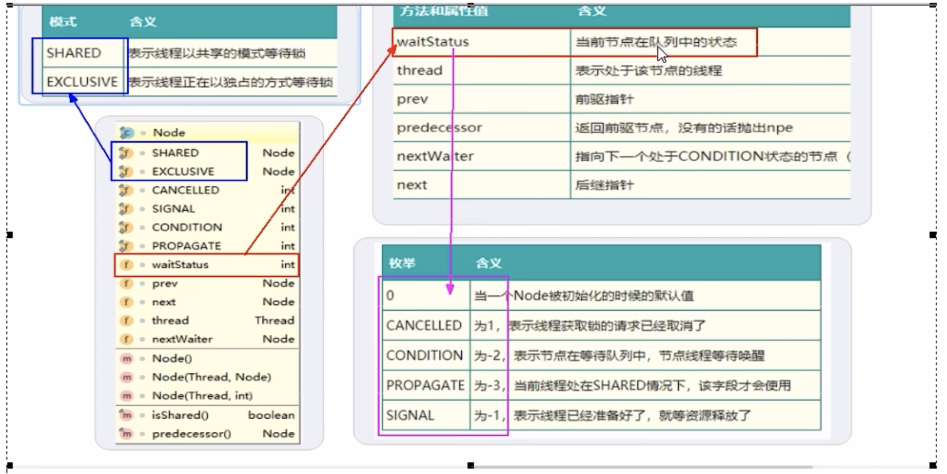 模式 含义
SHARED 表示线程以共享的模式等待锁
EXCLUSIVE 表示线程正在以独占的方式等待锁
方法和属性值 含义
waitStatus 当前节点在队列中的状态
thread 表示处于该节点的线程
prev 前驱指针
predecessor 返回前驱节点，没有的话抛出npe
nextWaiter 指向下一个处于CONDITION状态的节点（
next 后继指针
Node
SHARED Node
EXCLUSIVE Node
CANCELLED int
SIGNAL int
CONDITION int
PROPAGATE int
waitStatus int
prev Node
next Node
thread Thread
nextWaiter Node
Node()
Node(Thread, Node)
Node(Thread, int)
isShared() boolean
predecessor() Node
枚举 含义
0 当一个Node被初始化的时候的默认值
CANCELLED 为1，表示线程获取锁的请求已经取消了
CONDITION 为-2，表示节点在等待队列中，节点线程等待唤醒
PROPAGATE 为-3，当前线程处在SHARED情况下，该字段才会使用
SIGNAL 为-1，表示线程已经准备好了，就等资源释放了